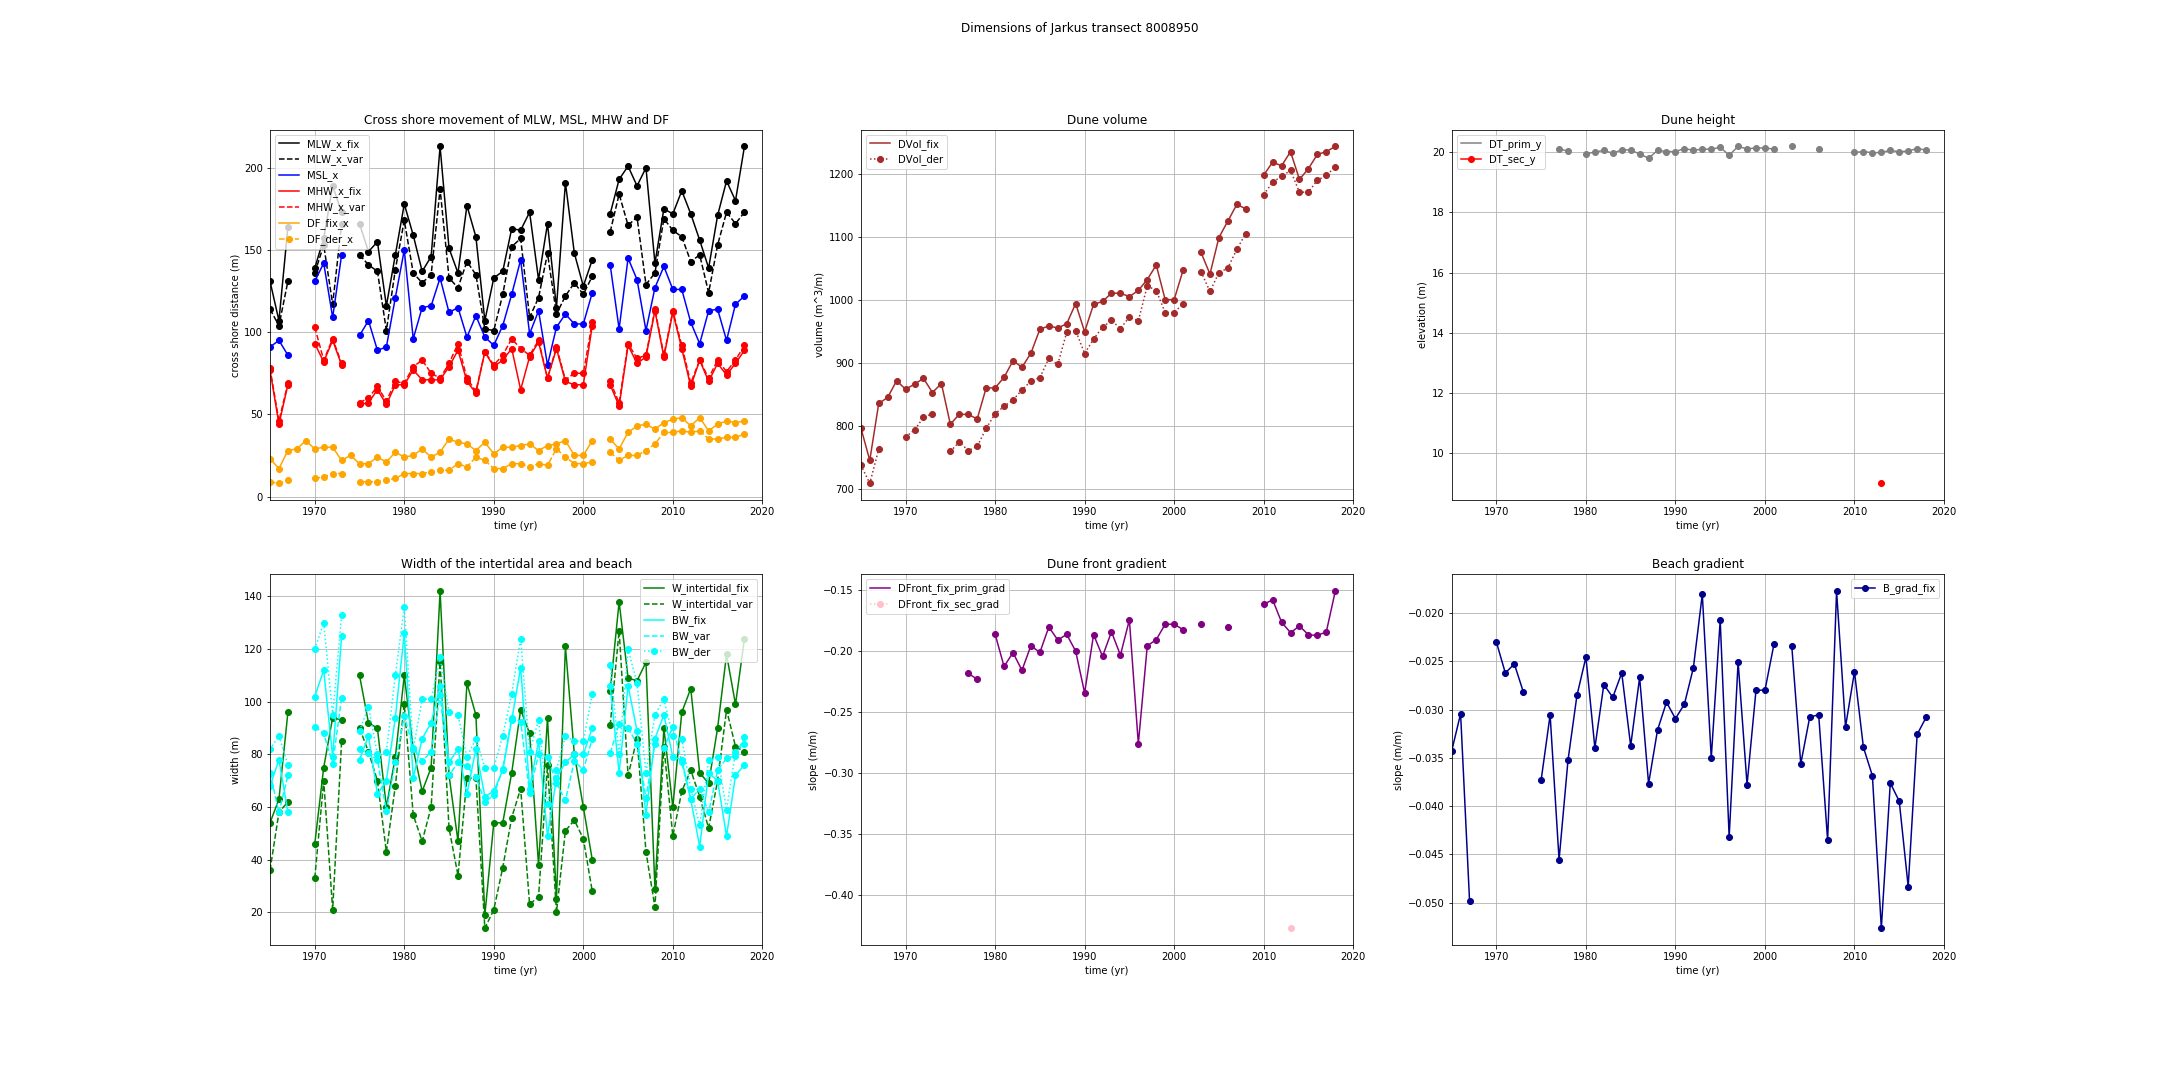 Dimensions of Jarkus transect 8008950
Cross shore movement of MLW, MSL, MHW and DF
MLW_x_fix
MLW_x_var
MSL_x
MHW_x_fix
MHW_x_var
DF_fix_x
DF_der_x
cross shore distance (m)
200
150
100
50
0
1970 1980 1990 2000 2010 2020
time (yr)
Dune volume
DVol_fix
DVol_der
volume (m^3/m)
1200
1100
1000
900
800
700
1970 1980 1990 2000 2010 2020
time (yr)
Dune height
DT_prim_y
DT_sec_y
elevation (m)
20
18
16
14
12
10
1970 1980 1990 2000 2010 2020
time (yr)
Width of the intertidal area and beach
W_intertidal_fix
W_intertidal_var
BW_fix
BW_var
BW_der
width (m)
140
120
100
80
60
40
20
1970 1980 1990 2000 2010 2020
time (yr)
Dune front gradient
DFront_fix_prim_grad
DFront_fix_sec_grad
slope (m/m)
−0.15
−0.20
−0.25
−0.30
−0.35
−0.40
1970 1980 1990 2000 2010 2020
time (yr)
Beach gradient
B_grad_fix
slope (m/m)
−0.020
−0.025
−0.030
−0.035
−0.040
−0.045
−0.050
1970 1980 1990 2000 2010 2020
time (yr)